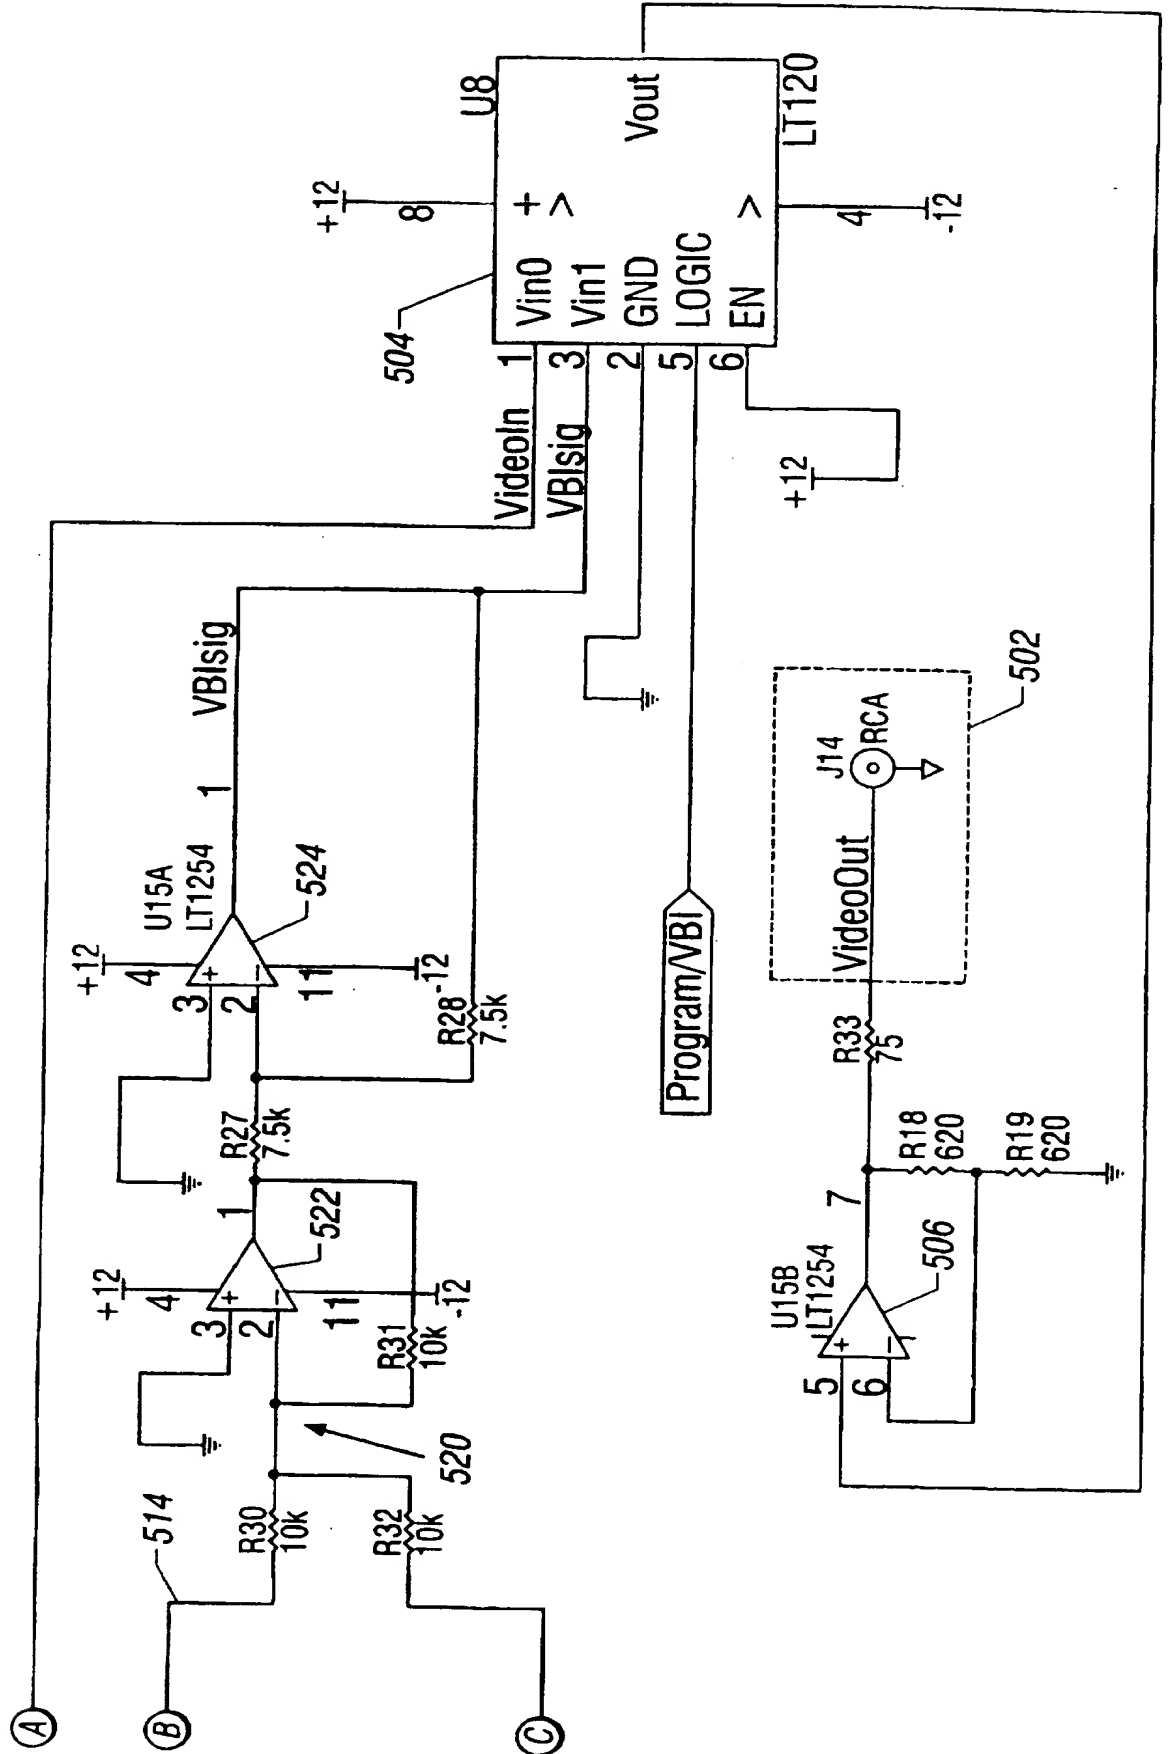 A
B
C
514
R30
10k
R32
10k
520
3
2
+12
4
11
-12
522
1
R31
10k
R27
7.5k
3
2
+12
4
11
-12
U15A
LT1254
524
1
VBIsig
R28
7.5k
VideoIn
VBIsig
504
1
3
2
5
6
Vin0
Vin1
GND
LOGIC
EN
+
V
V
Vout
U8
LT120
+12
8
4
-12
+12
Program/VBI
5
6
+
−
U15B
LT1254
506
7
R18
620
R19
620
R33
75
VideoOut
J14
RCA
502